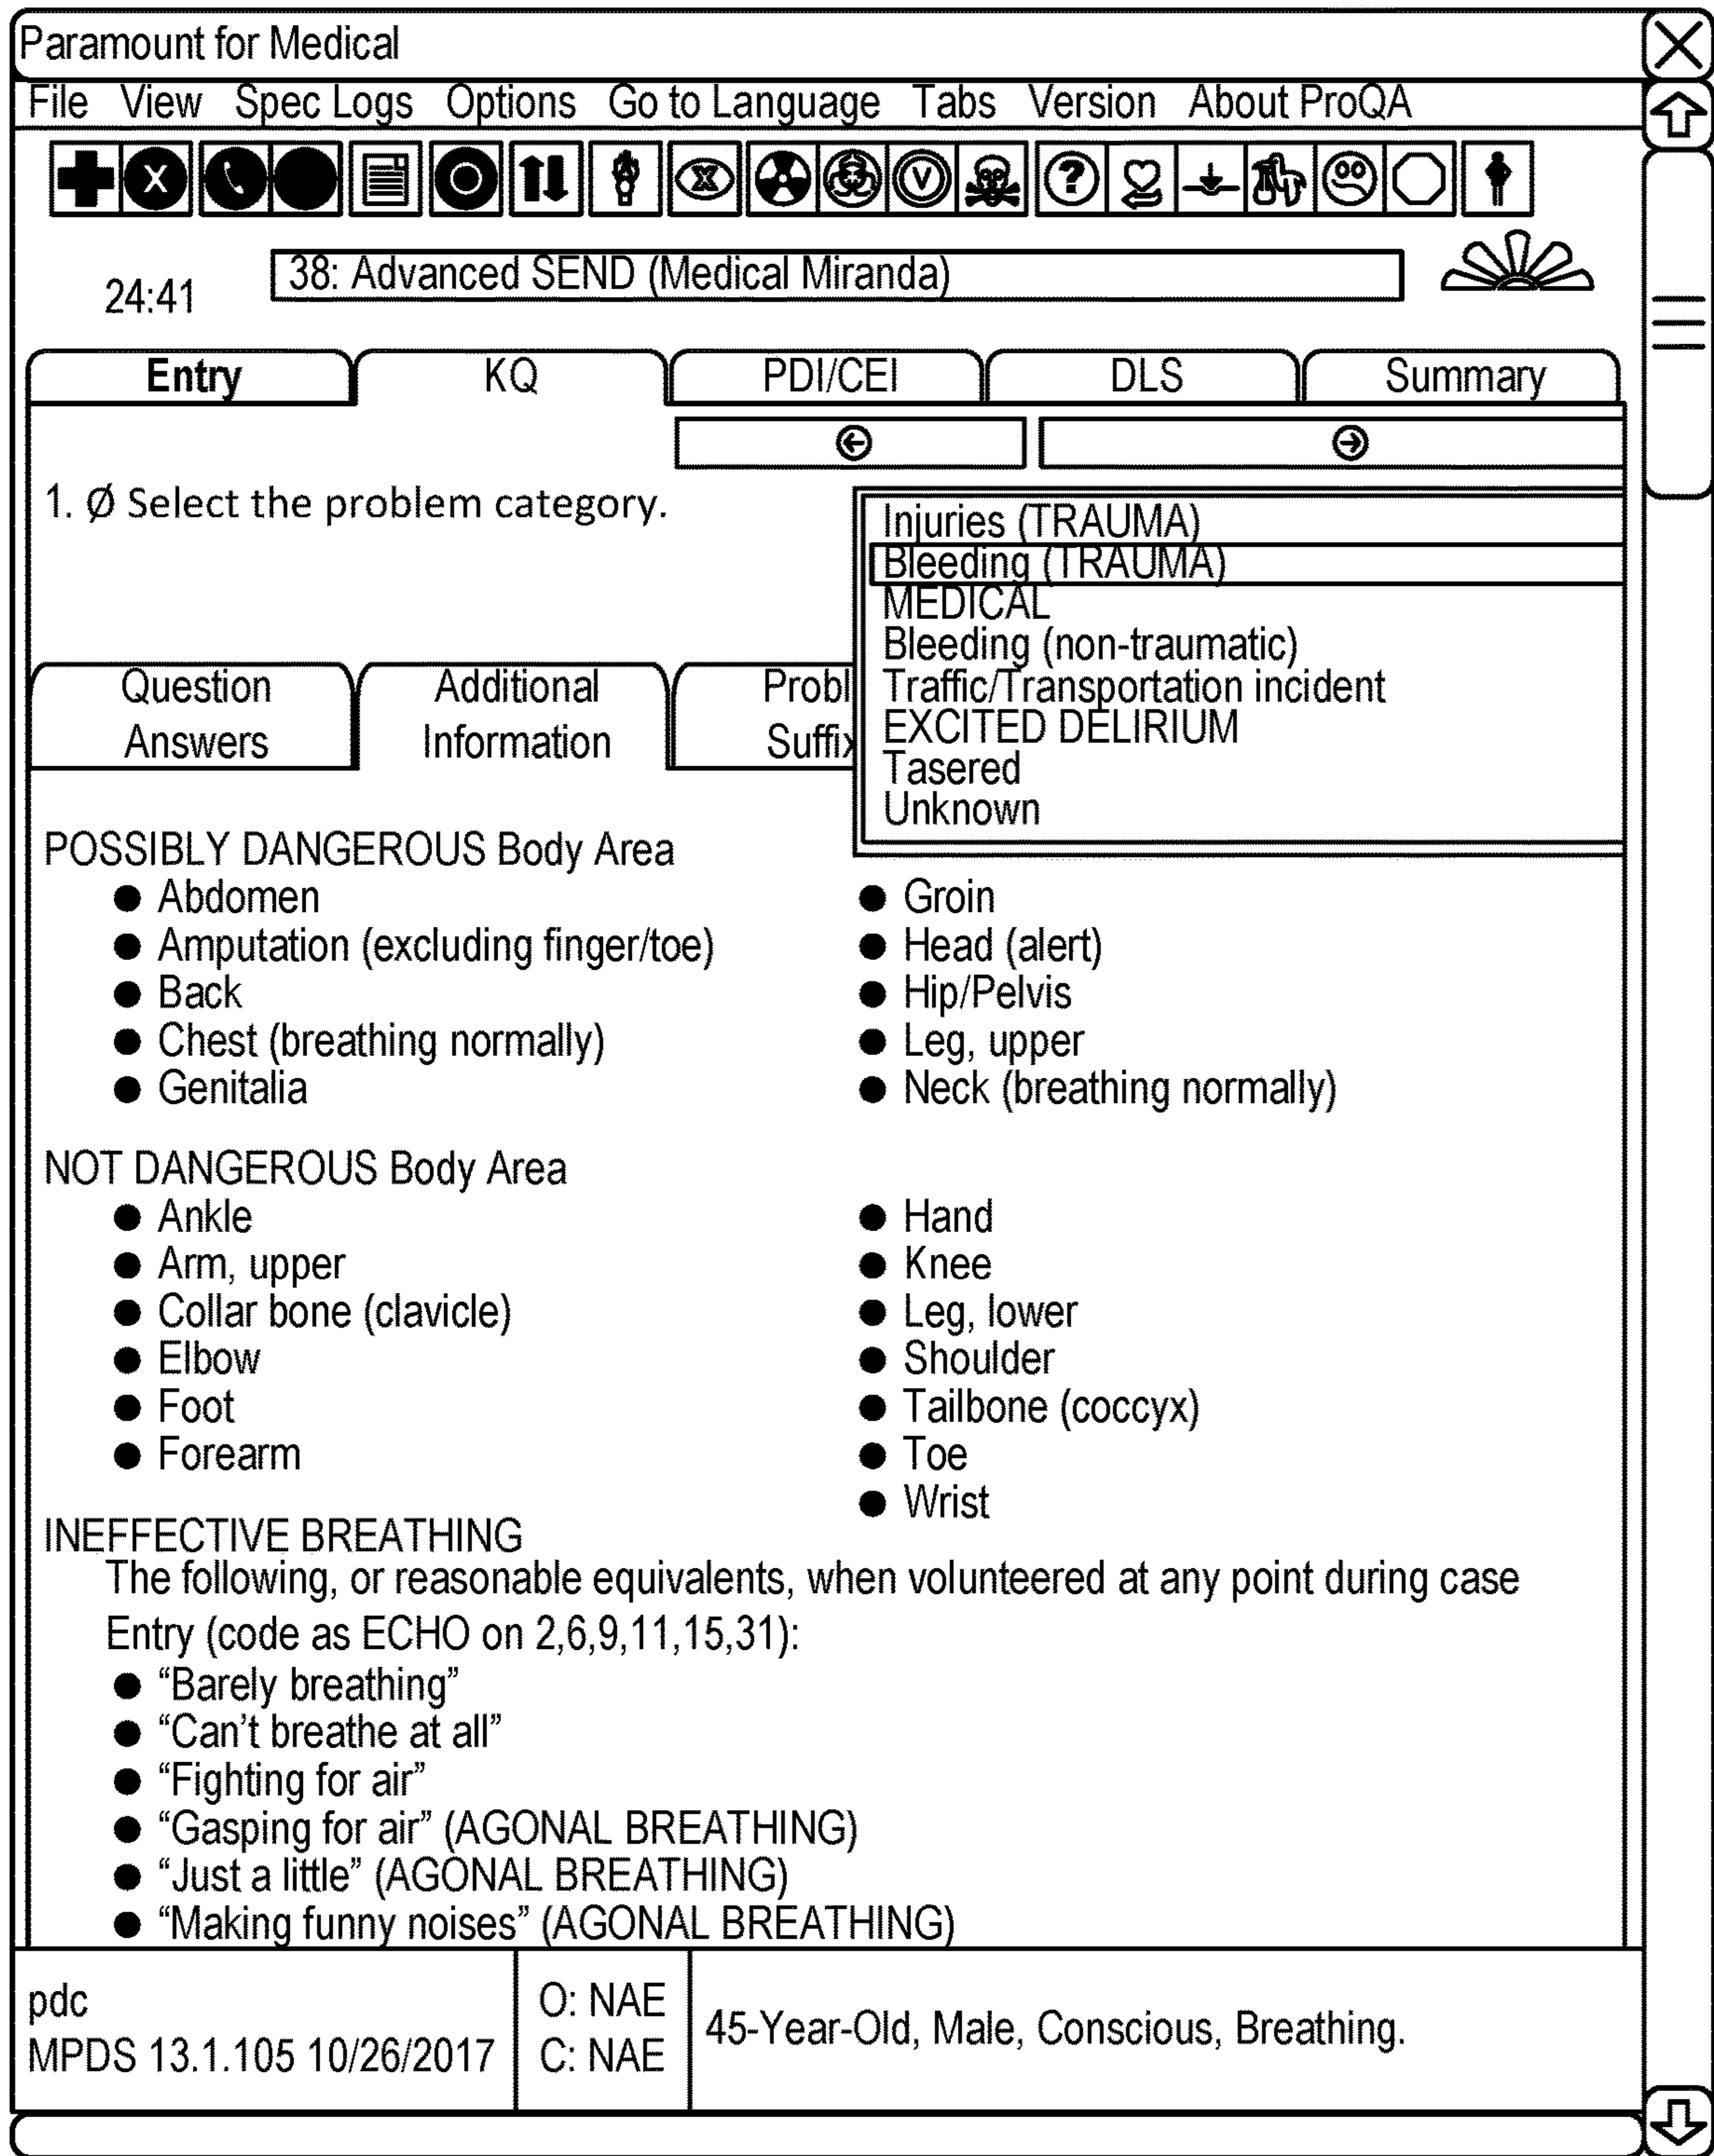 Paramount for Medical
File View Spec Logs Options Go to Language Tabs Version About ProQA
X
V
?
24:41
38: Advanced SEND (Medical Miranda)
Entry KQ PDI/CEI DLS Summary
1. Ø Select the problem category.
Injuries (TRAUMA)
Bleeding (TRAUMA)
MEDICAL
Bleeding (non-traumatic)
Traffic/Transportation incident
EXCITED DELIRIUM
Tasered
Unknown
Question Answers
Additional Information
Probl
Suffix
POSSIBLY DANGEROUS Body Area
● Abdomen
● Amputation (excluding finger/toe)
● Back
● Chest (breathing normally)
● Genitalia
● Groin
● Head (alert)
● Hip/Pelvis
● Leg, upper
● Neck (breathing normally)
NOT DANGEROUS Body Area
● Ankle
● Arm, upper
● Collar bone (clavicle)
● Elbow
● Foot
● Forearm
● Hand
● Knee
● Leg, lower
● Shoulder
● Tailbone (coccyx)
● Toe
● Wrist
INEFFECTIVE BREATHING
The following, or reasonable equivalents, when volunteered at any point during case
Entry (code as ECHO on 2,6,9,11,15,31):
● “Barely breathing”
● “Can’t breathe at all”
● “Fighting for air”
● “Gasping for air” (AGONAL BREATHING)
● “Just a little” (AGONAL BREATHING)
● “Making funny noises” (AGONAL BREATHING)
pdc
MPDS 13.1.105 10/26/2017
O: NAE
C: NAE
45-Year-Old, Male, Conscious, Breathing.